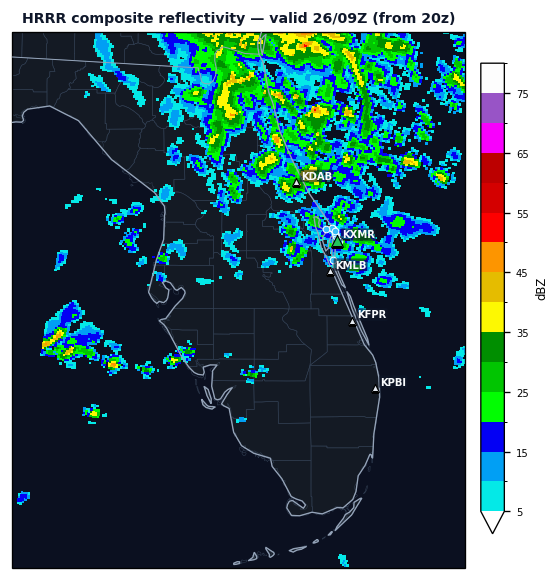 HRRR composite reflectivity — valid 26/09Z (from 20z)
KDAB
KXMR
KMLB
KFPR
KPBI
75
65
55
45
35
25
15
5
dBZ